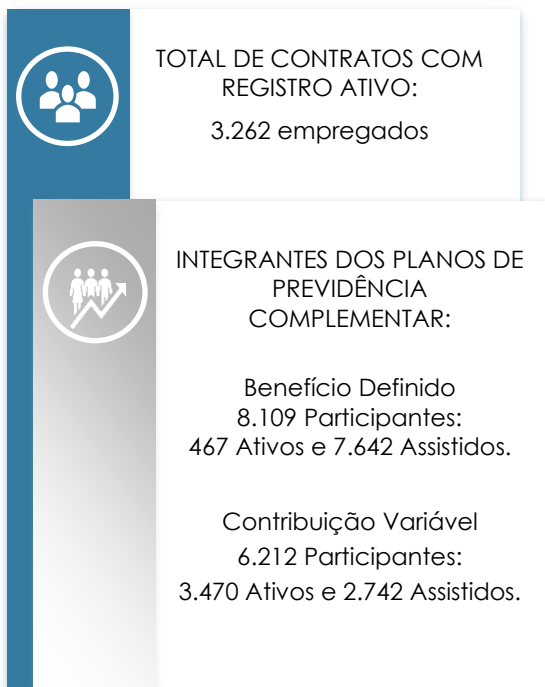 TOTAL DE CONTRATOS COM
REGISTRO ATIVO:
3.262 empregados
INTEGRANTES DOS PLANOS DE
PREVIDÊNCIA
COMPLEMENTAR:
Benefício Definido
8.109 Participantes:
467 Ativos e 7.642 Assistidos.
Contribuição Variável
6.212 Participantes:
3.470 Ativos e 2.742 Assistidos.